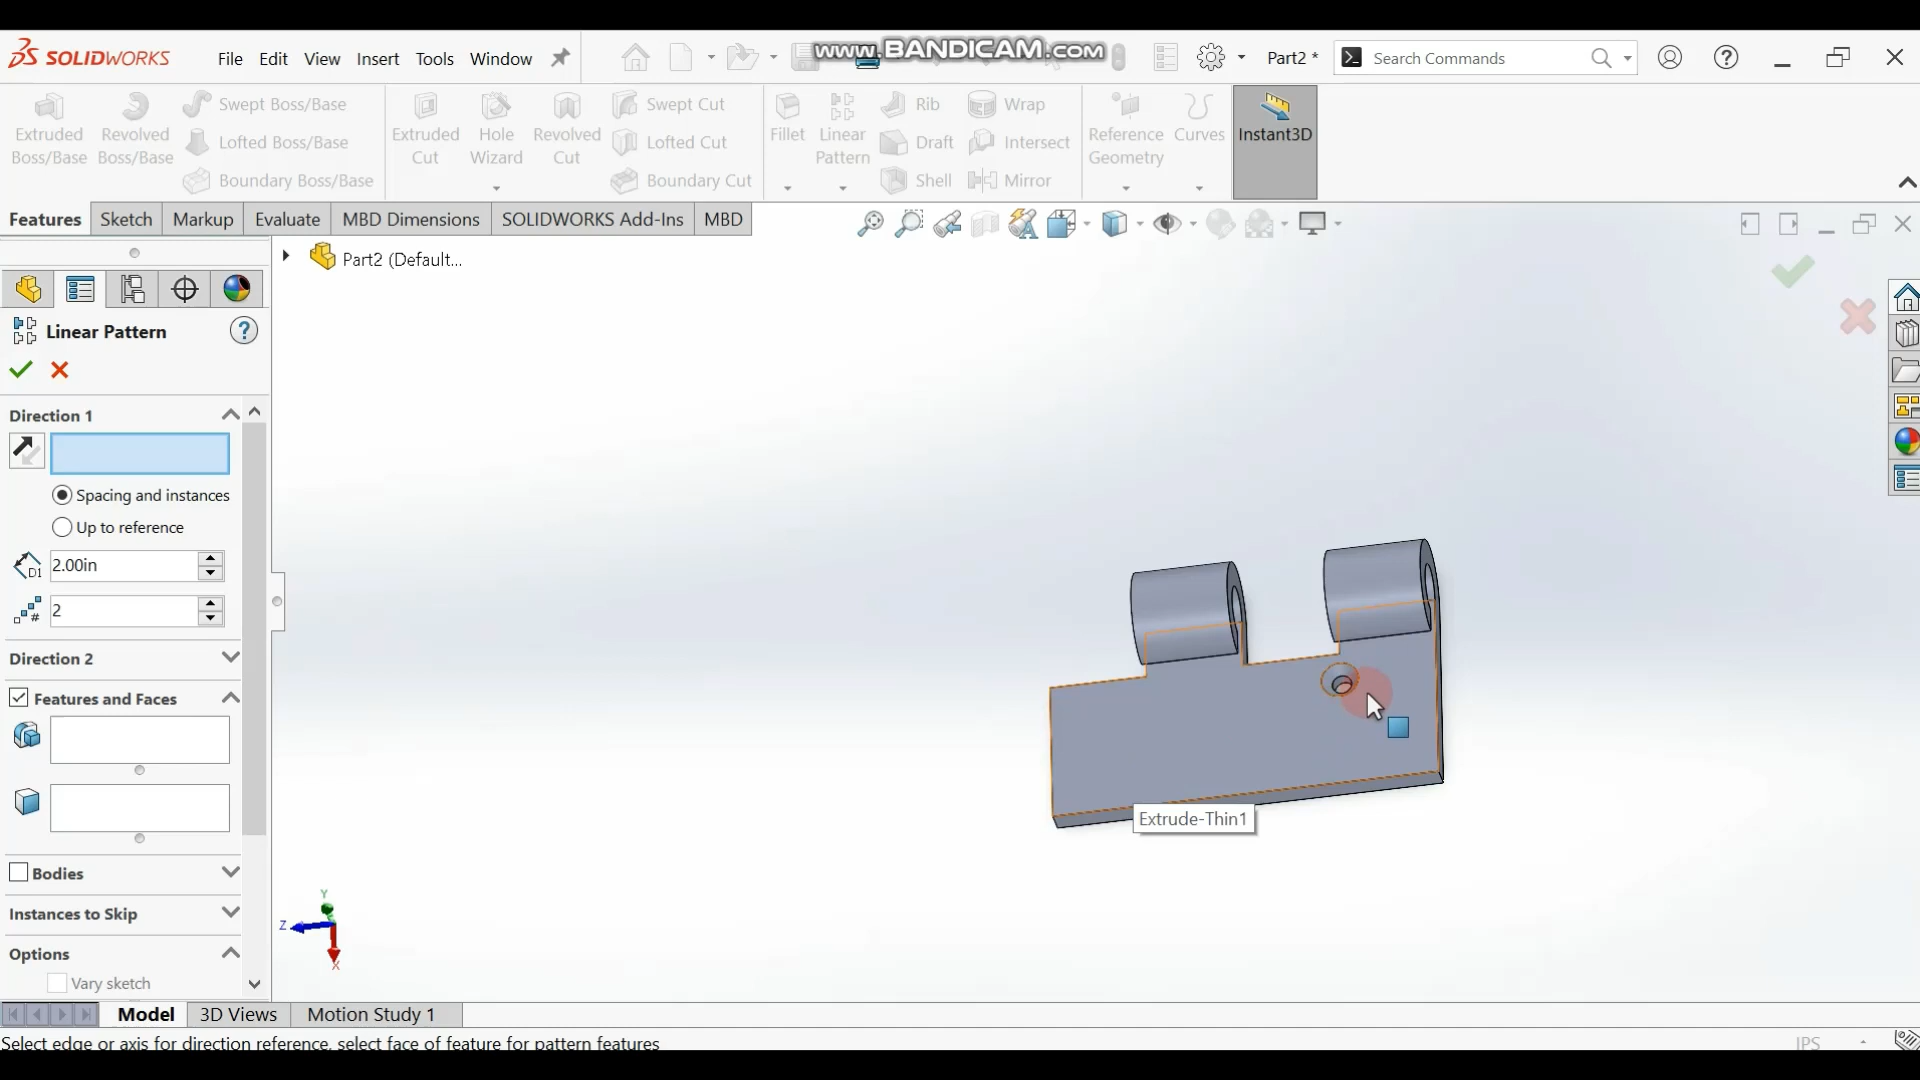 SOLIDWORKS File Edit View Insert Tools Window www.BANDICAM.com Part2 * Search Commands
Extruded Boss/Base
Revolved Boss/Base
Swept Boss/Base
Lofted Boss/Base
Boundary Boss/Base
Extruded Cut
Hole Wizard
Revolved Cut
Swept Cut
Lofted Cut
Boundary Cut
Fillet
Linear Pattern
Rib
Draft
Shell
Wrap
Intersect
Mirror
Reference Geometry
Curves
Instant3D
Features Sketch Markup Evaluate MBD Dimensions SOLIDWORKS Add-Ins MBD
Part2 (Default...
Linear Pattern
Direction 1
Spacing and instances
Up to reference
D1 2.00in
# 2
Direction 2
Features and Faces
Bodies
Instances to Skip
Options
Vary sketch
Extrude-Thin1
Y
Z
X
Model 3D Views Motion Study 1
Select edge or axis for direction reference, select face of feature for pattern features
IPS